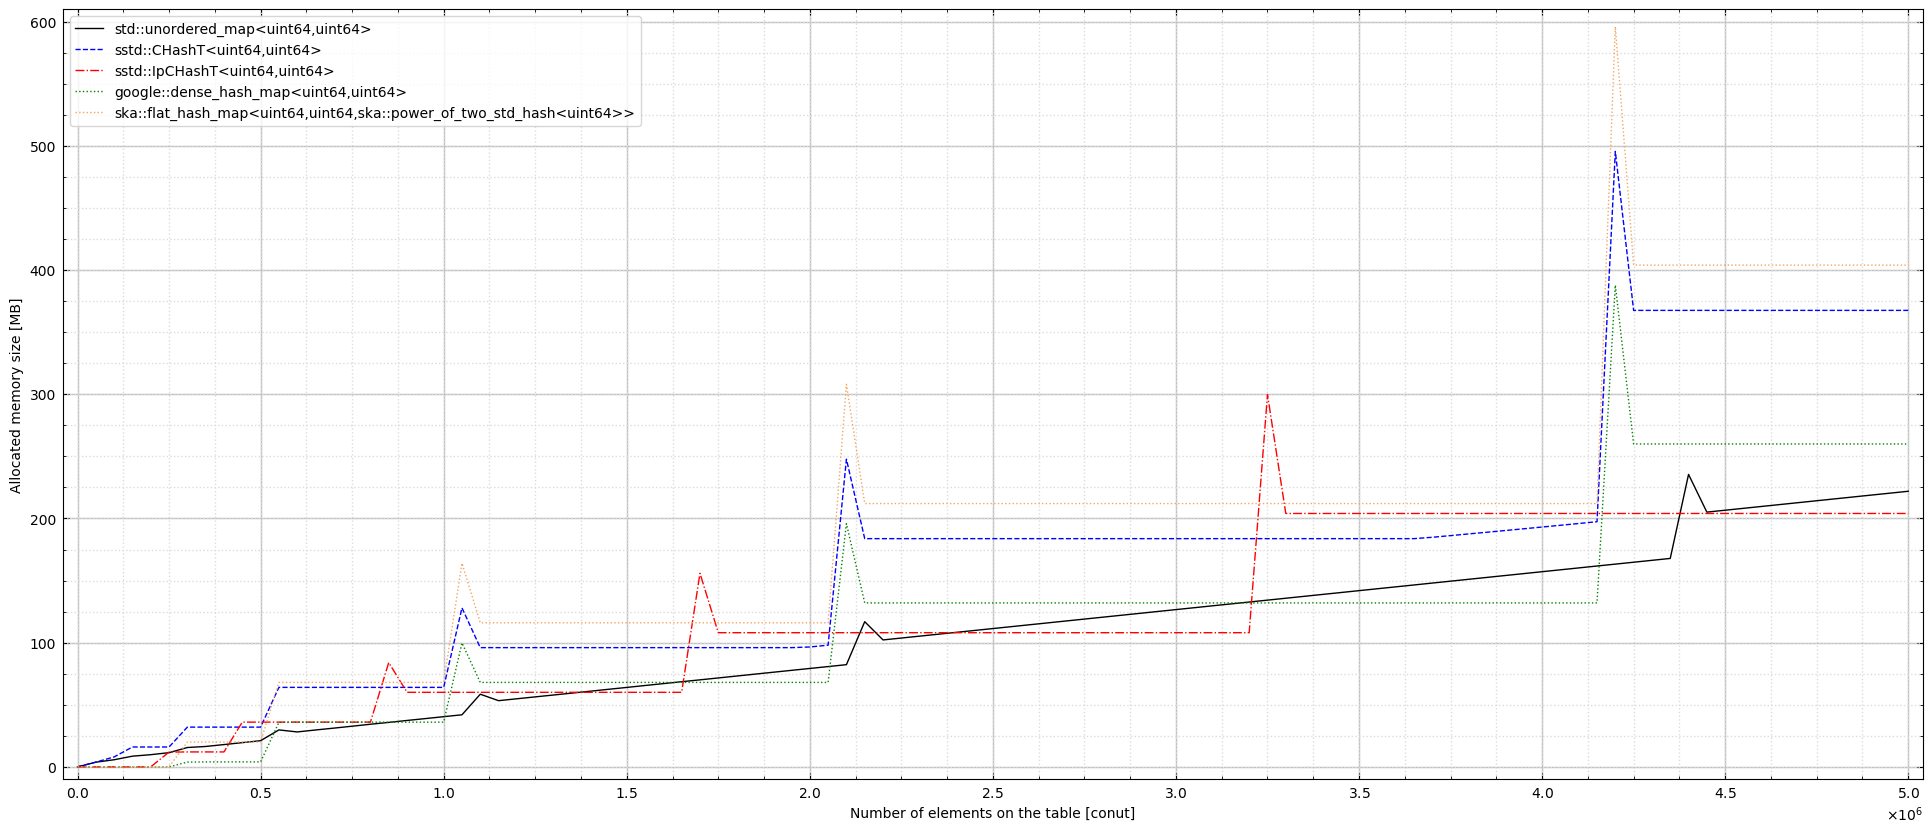 std::unordered_map<uint64,uint64>
sstd::CHashT<uint64,uint64>
sstd::IpCHashT<uint64,uint64>
google::dense_hash_map<uint64,uint64>
ska::flat_hash_map<uint64,uint64,ska::power_of_two_std_hash<uint64>>
Allocated memory size [MB]
600
500
400
300
200
100
0
0.0 0.5 1.0 1.5 2.0 2.5 3.0 3.5 4.0 4.5 5.0
Number of elements on the table [conut]
×10⁶